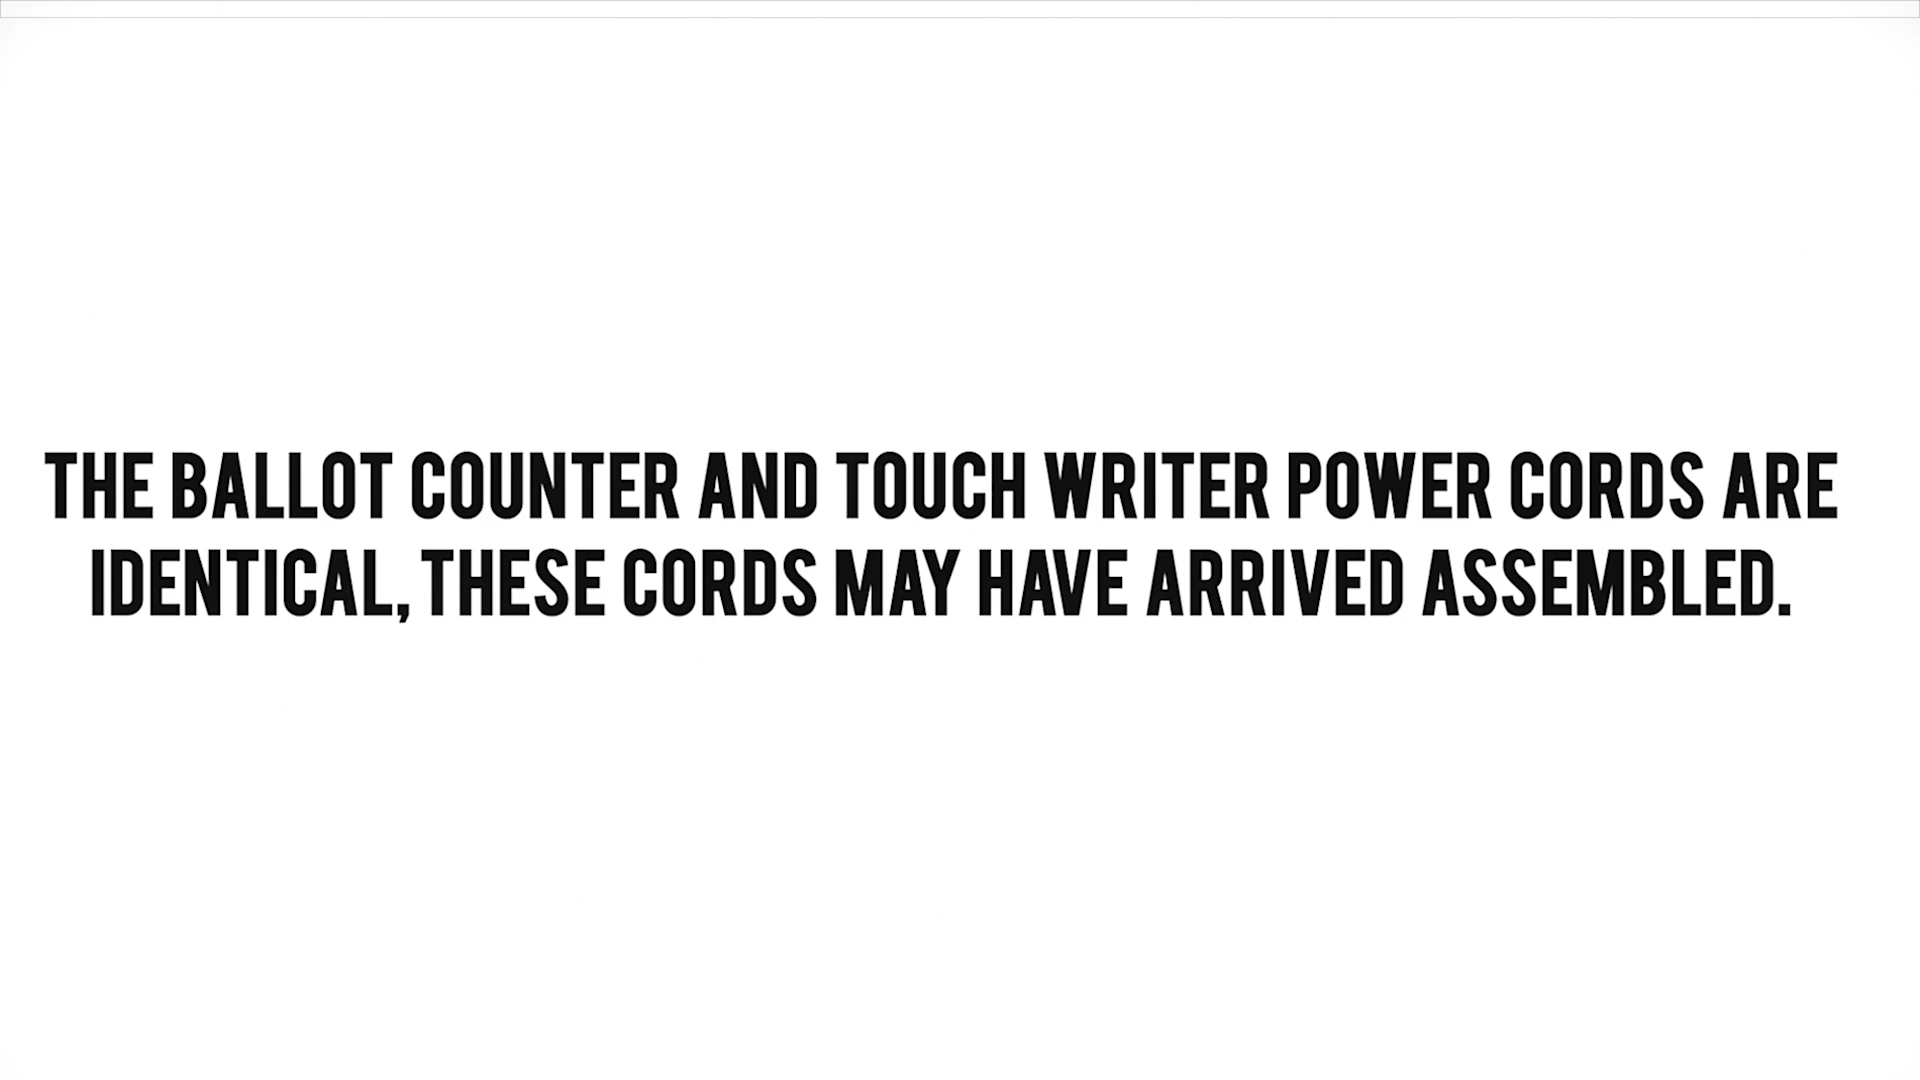 THE BALLOT COUNTER AND TOUCH WRITER POWER CORDS ARE
IDENTICAL, THESE CORDS MAY HAVE ARRIVED ASSEMBLED.